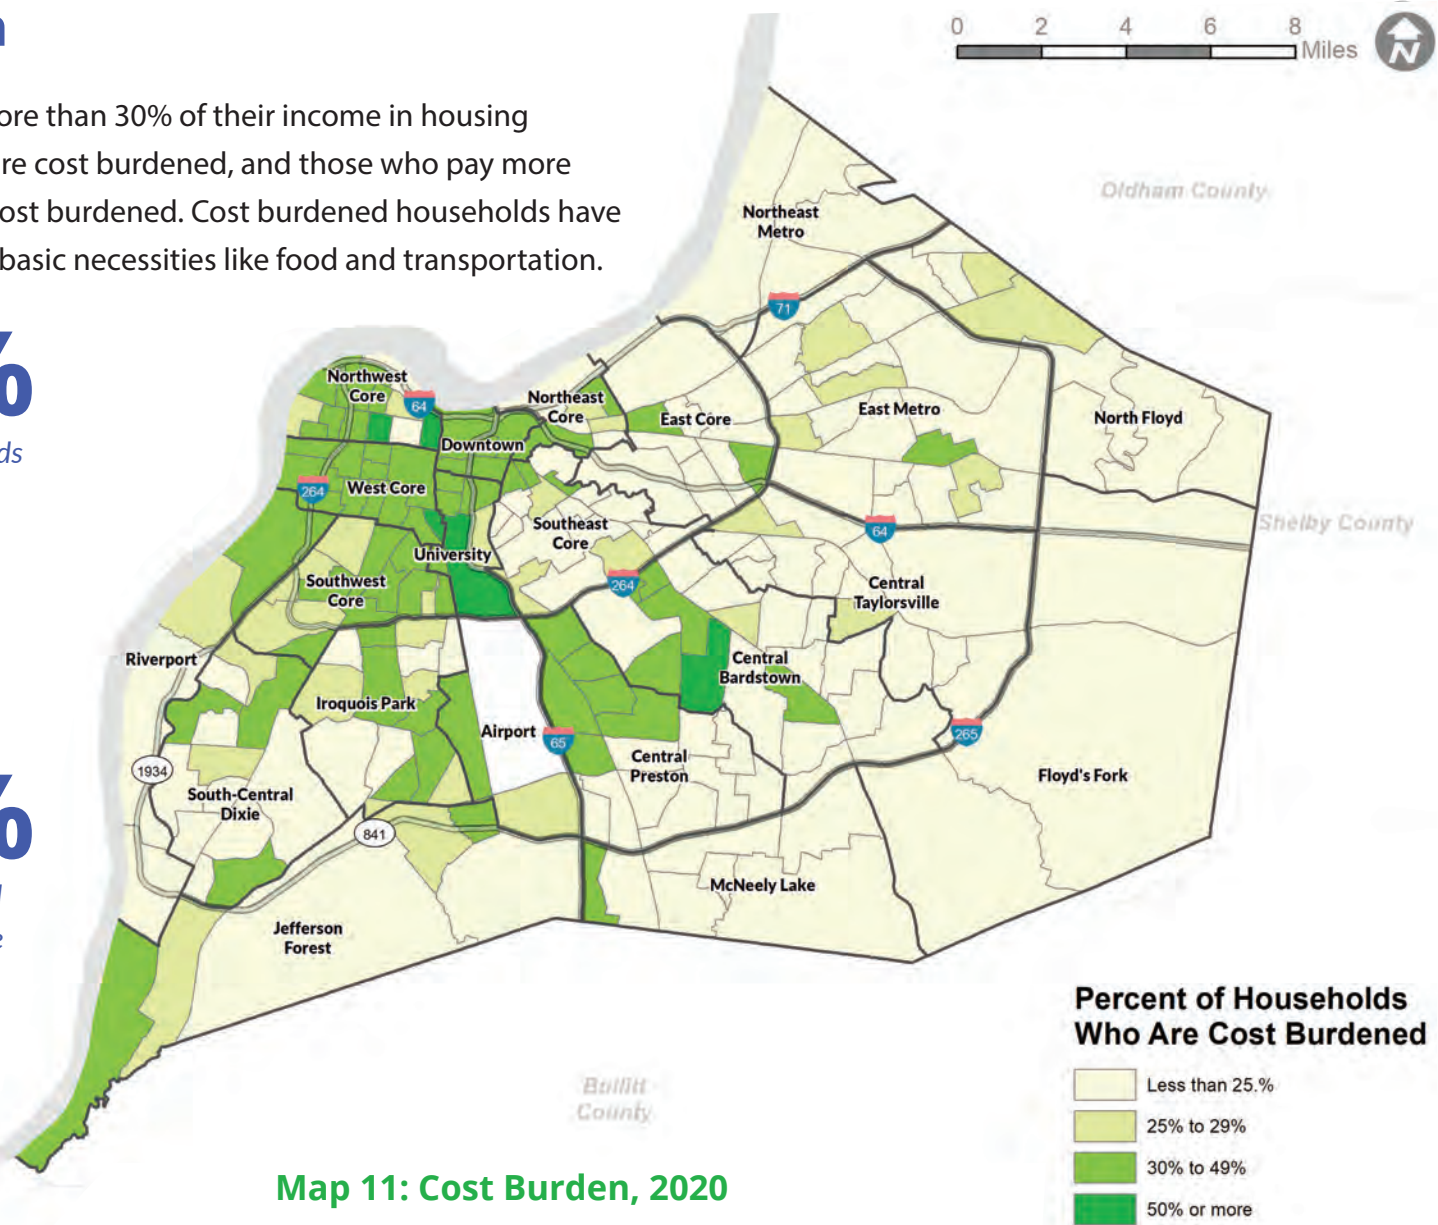 0 2 4 6 8
Miles
N
ore than 30% of their income in housing
re cost burdened, and those who pay more
ost burdened. Cost burdened households have
basic necessities like food and transportation.
%
ds
%
e
Oldham County
Northeast
Metro
71
Northwest
Core
64
Northeast
Core
East Core
East Metro
North Floyd
Downtown
264
West Core
Southeast
Core
64
Shelby County
University
Southwest
Core
264
Central
Taylorsville
Riverport
Central
Bardstown
Iroquois Park
Airport
65
265
1934
Central
Preston
Floyd's Fork
South-Central
Dixie
841
McNeely Lake
Jefferson
Forest
Bullitt
County
Percent of Households
Who Are Cost Burdened
Less than 25.%
25% to 29%
30% to 49%
50% or more
Map 11: Cost Burden, 2020